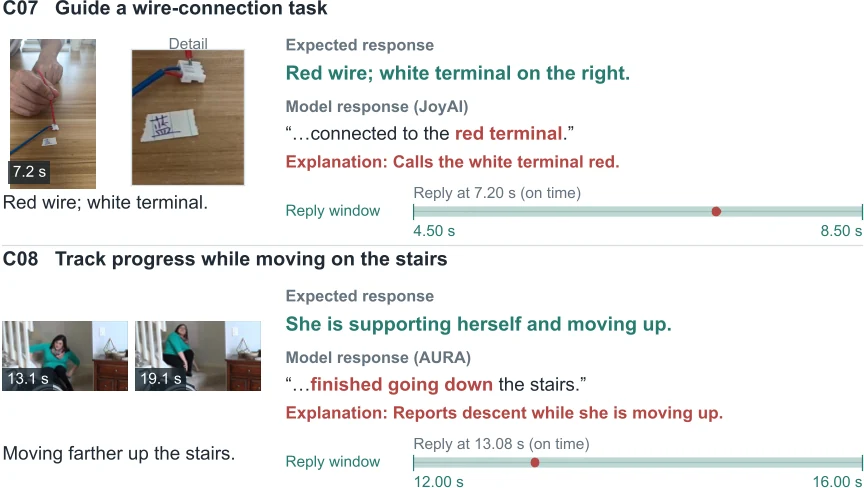 C07 Guide a wire-connection task
Detail
7.2 s
蓝
Red wire; white terminal.
Expected response
Red wire; white terminal on the right.
Model response (JoyAI)
“…connected to the red terminal.”
Explanation: Calls the white terminal red.
Reply at 7.20 s (on time)
Reply window
4.50 s 8.50 s
C08 Track progress while moving on the stairs
13.1 s 19.1 s
Moving farther up the stairs.
Expected response
She is supporting herself and moving up.
Model response (AURA)
“…finished going down the stairs.”
Explanation: Reports descent while she is moving up.
Reply at 13.08 s (on time)
Reply window
12.00 s 16.00 s